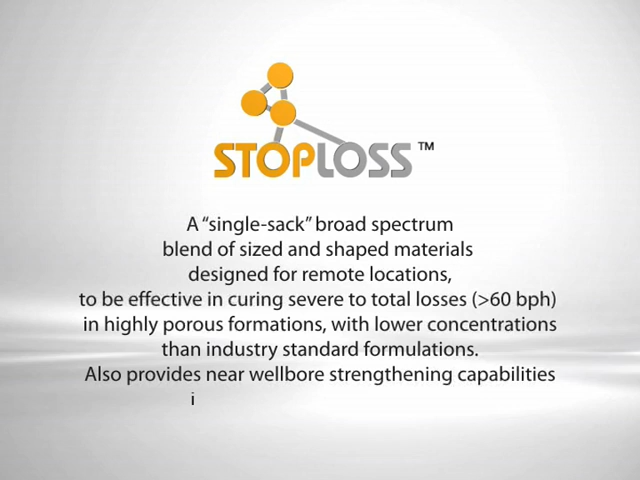 STOPLOSS™
A “single-sack” broad spectrum
blend of sized and shaped materials
designed for remote locations,
to be effective in curing severe to total losses (>60 bph)
in highly porous formations, with lower concentrations
than industry standard formulations.
Also provides near wellbore strengthening capabilities
i